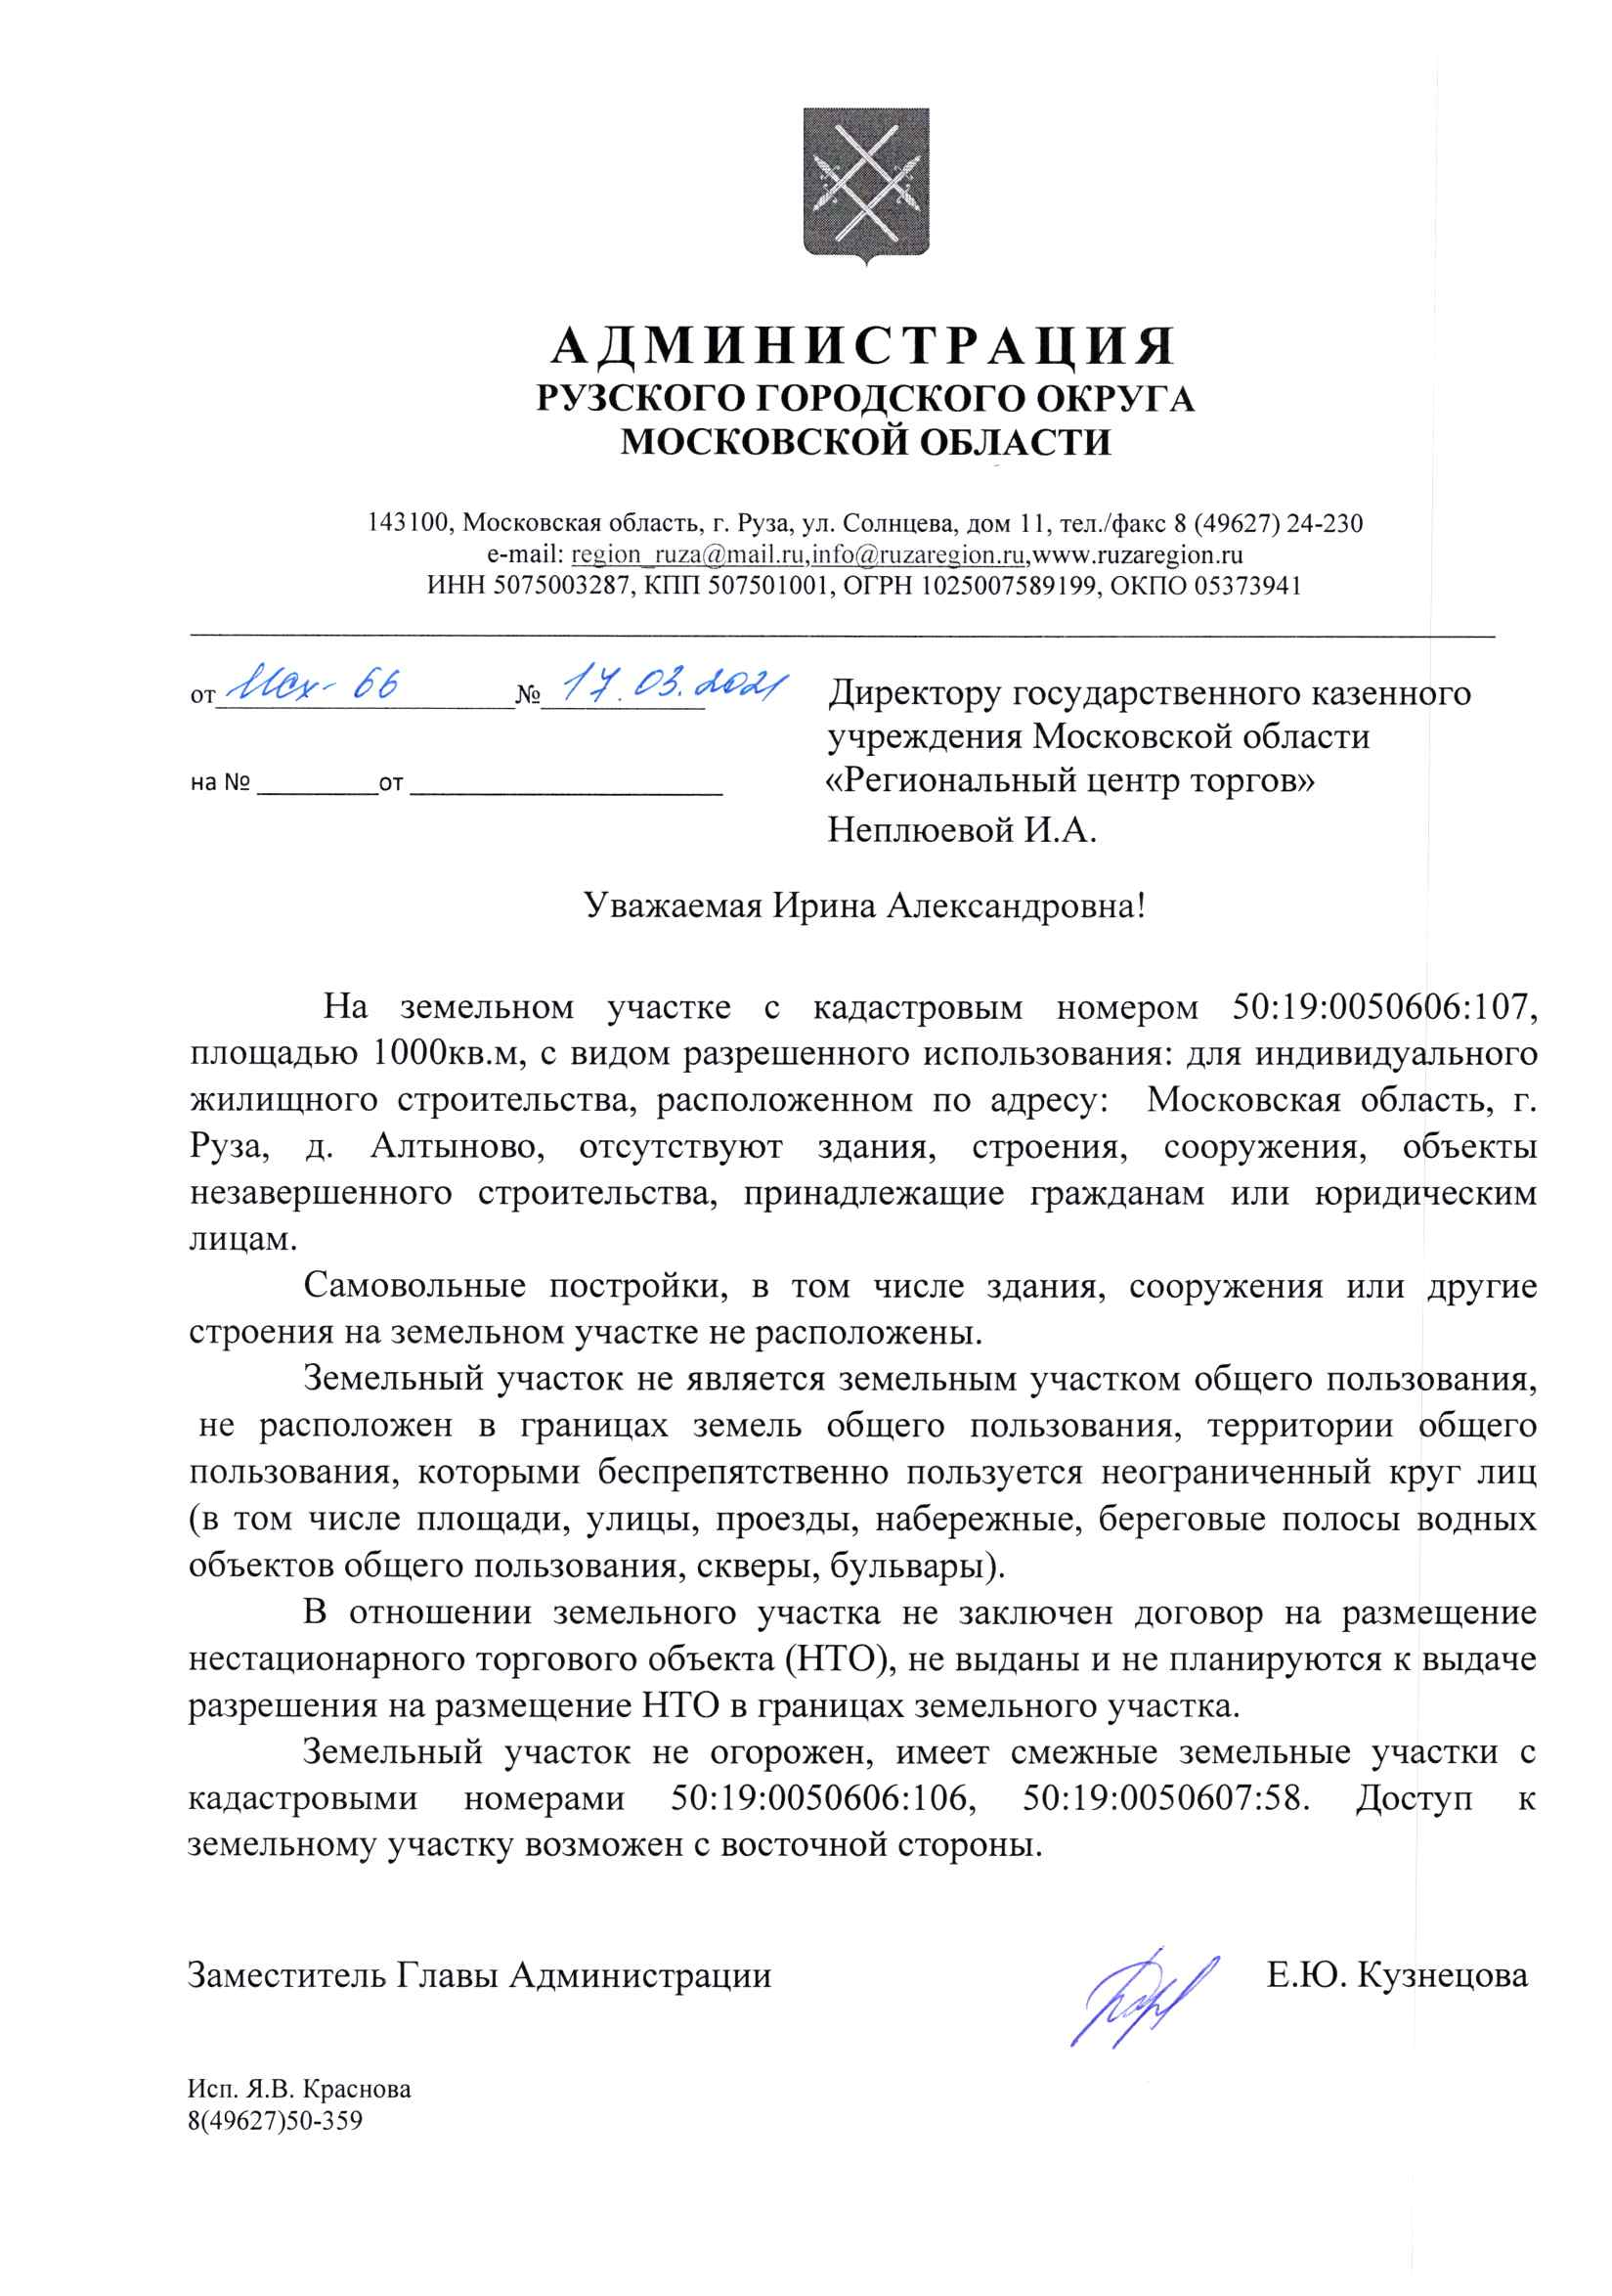 АДМИНИСТРАЦИЯ
РУЗСКОГО ГОРОДСКОГО ОКРУГА
МОСКОВСКОЙ ОБЛАСТИ
143100, Московская область, г. Руза, ул. Солнцева, дом 11, тел./факс 8 (49627) 24-230
e-mail: region_ruza@mail.ru,info@ruzaregion.ru,www.ruzaregion.ru
ИНН 5075003287, КПП 507501001, ОГРН 1025007589199, ОКПО 05373941
от Исх- 66 № 17.03.2021
на № от
Директору государственного казенного
учреждения Московской области
«Региональный центр торгов»
Неплюевой И.А.
Уважаемая Ирина Александровна!
На земельном участке с кадастровым номером 50:19:0050606:107,
площадью 1000кв.м, с видом разрешенного использования: для индивидуального
жилищного строительства, расположенном по адресу: Московская область, г.
Руза, д. Алтыново, отсутствуют здания, строения, сооружения, объекты
незавершенного строительства, принадлежащие гражданам или юридическим
лицам.
Самовольные постройки, в том числе здания, сооружения или другие
строения на земельном участке не расположены.
Земельный участок не является земельным участком общего пользования,
не расположен в границах земель общего пользования, территории общего
пользования, которыми беспрепятственно пользуется неограниченный круг лиц
(в том числе площади, улицы, проезды, набережные, береговые полосы водных
объектов общего пользования, скверы, бульвары).
В отношении земельного участка не заключен договор на размещение
нестационарного торгового объекта (НТО), не выданы и не планируются к выдаче
разрешения на размещение НТО в границах земельного участка.
Земельный участок не огорожен, имеет смежные земельные участки с
кадастровыми номерами 50:19:0050606:106, 50:19:0050607:58. Доступ к
земельному участку возможен с восточной стороны.
Заместитель Главы Администрации Е.Ю. Кузнецова
Исп. Я.В. Краснова
8(49627)50-359